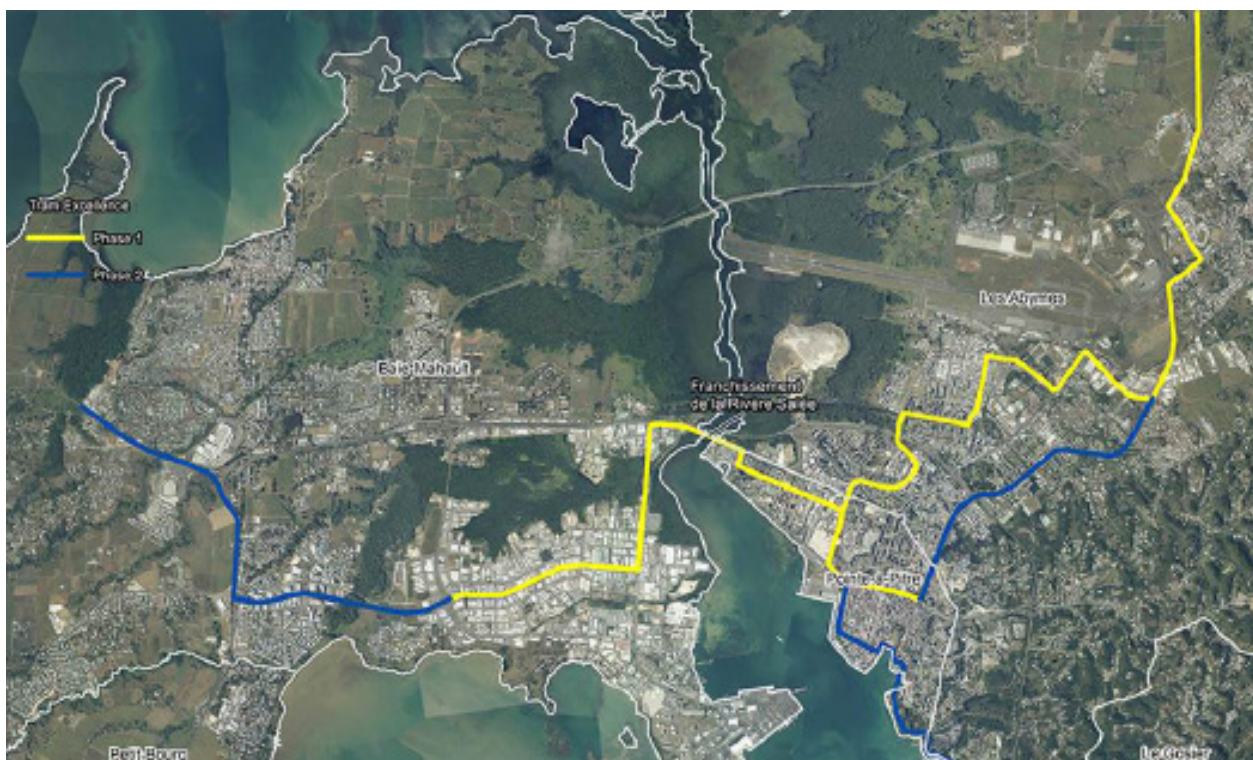 Tram Excellence
Phase 1
Phase 2
Les Abymes
Baie-Mahault
Franchissement
de la Rivière Salée
Pointe-à-Pitre
Petit-Bourg
Le Gosier